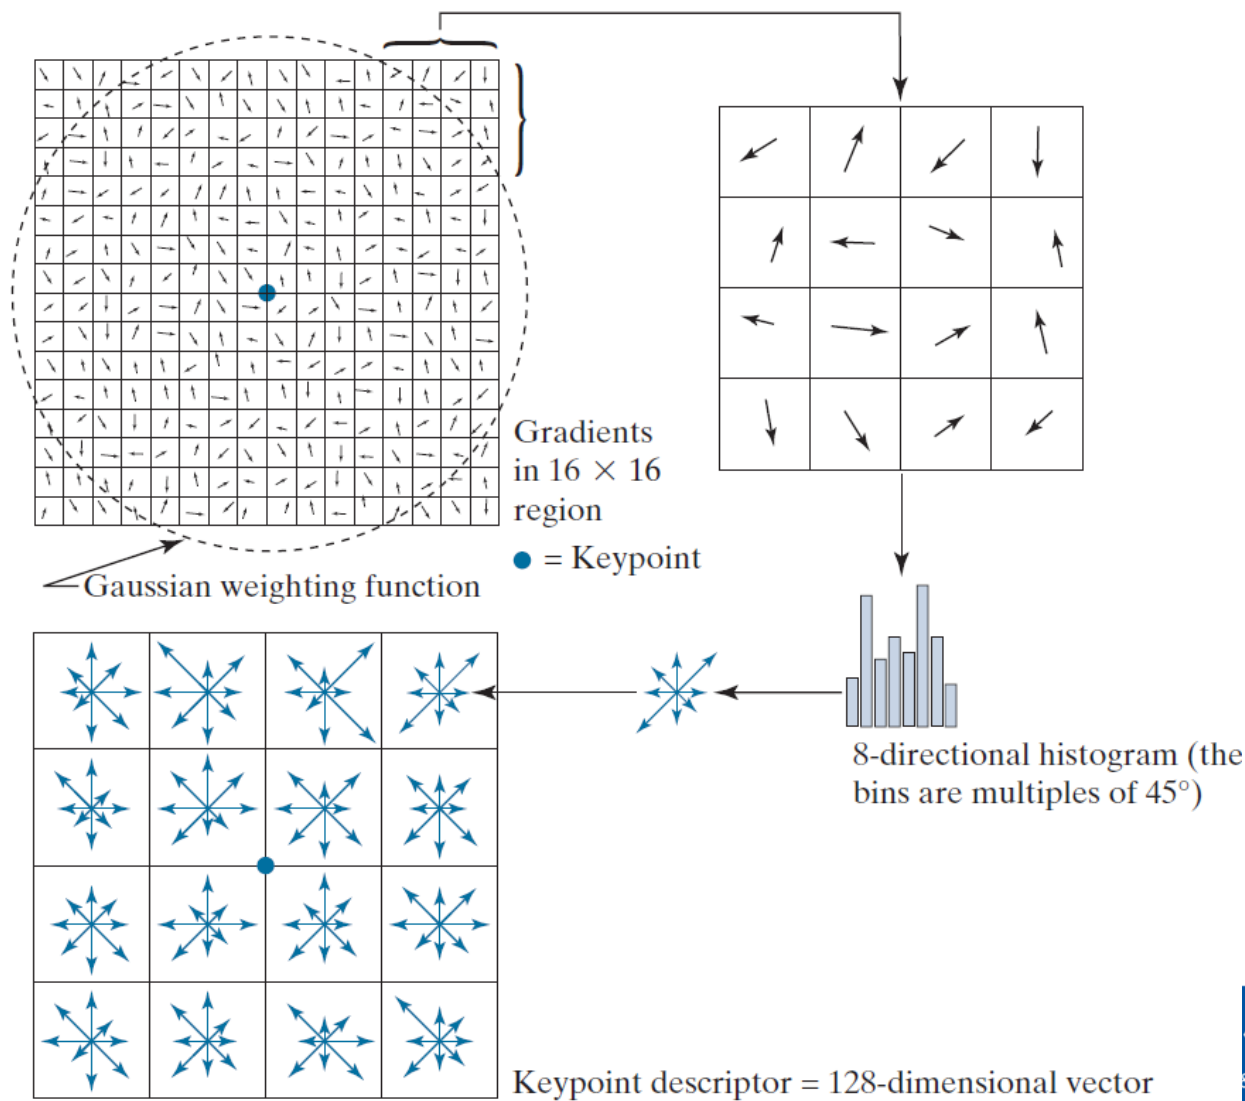 Gradients
in 16 × 16
region
= Keypoint
Gaussian weighting function
8-directional histogram (the
bins are multiples of 45°)
Keypoint descriptor = 128-dimensional vector